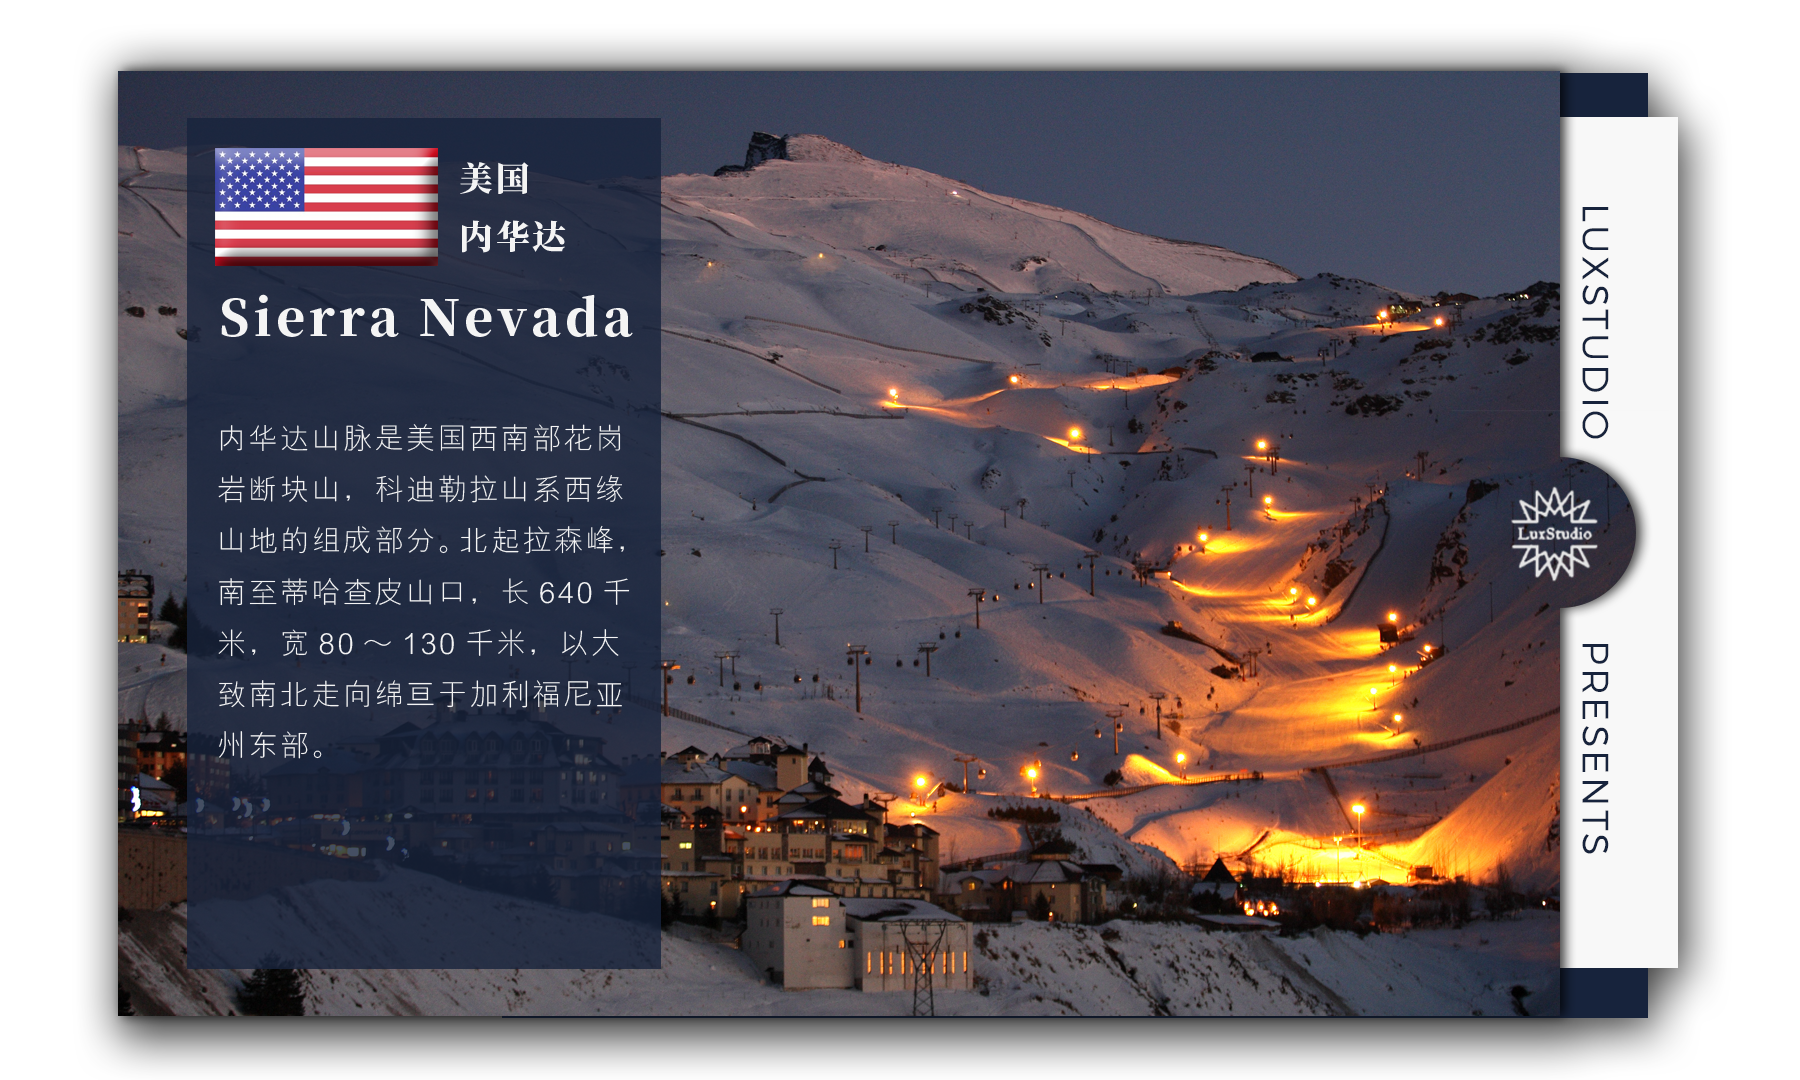 美国
内华达
Sierra Nevada
内华达山脉是美国西南部花岗
岩断块山，科迪勒拉山系西缘
山地的组成部分。北起拉森峰，
南至蒂哈查皮山口，长 640 千
米，宽 80 ～ 130 千米，以大
致南北走向绵亘于加利福尼亚
州东部。
LUXSTUDIO
LuxStudio
PRESENTS